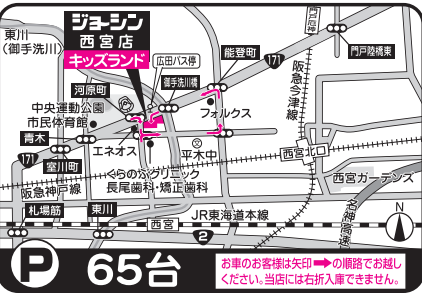 ジョーシン
西宮店
キッズランド
東川
(御手洗川)
広田バス停
能登町
門戸陸橋東
171
河原町
御手洗川橋
阪急今津線
中央運動公園
市民体育館
フォルクス
青木
エネオス
文
平木中
西宮北口
171
室川町
くらのぶクリニック
長尾歯科・矯正歯科
西宮ガーデンズ
阪急神戸線
札場筋
東川
西宮
JR東海道本線
名神高速
N
2
P
65台
お車のお客様は矢印➡の順路でお越し
ください。当店には右折入庫できません。